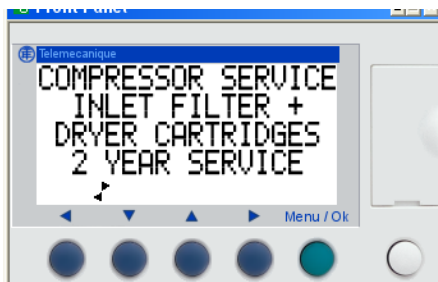 Front Panel
Telemecanique
COMPRESSOR SERVICE
INLET FILTER +
DRYER CARTRIDGES
2 YEAR SERVICE
Menu / Ok